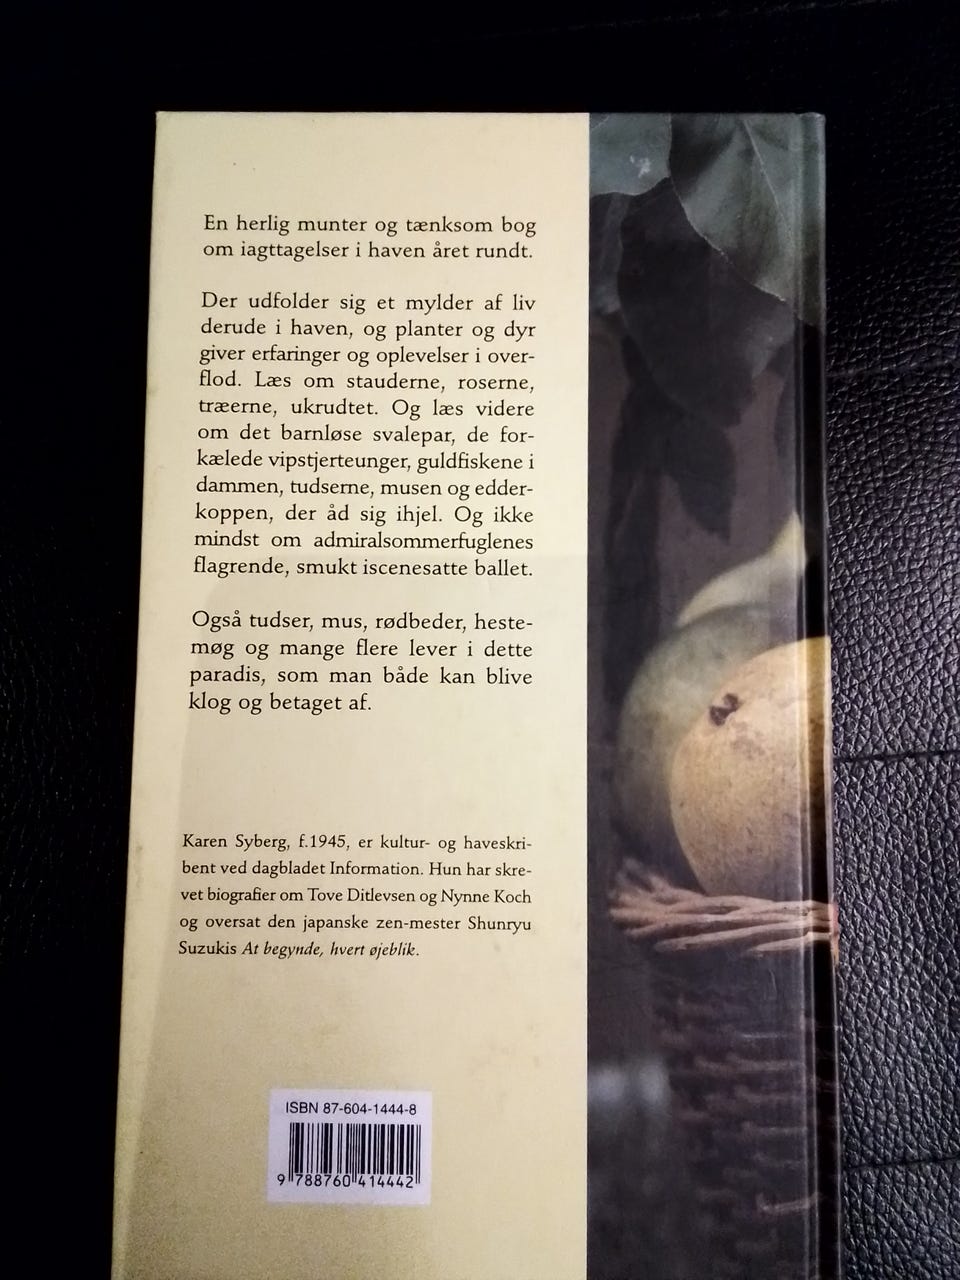 En herlig munter og tænksom bog
om iagttagelser i haven året rundt.
Der udfolder sig et mylder af liv
derude i haven, og planter og dyr
giver erfaringer og oplevelser i over-
flod. Læs om stauderne, roserne,
træerne, ukrudtet. Og læs videre
om det barnløse svalepar, de for-
kælede vipstjerteunger, guldfiskene i
dammen, tudserne, musen og edder-
koppen, der åd sig ihjel. Og ikke
mindst om admiralsommerfuglenes
flagrende, smukt iscenesatte ballet.
Også tudser, mus, rødbeder, heste-
møg og mange flere lever i dette
paradis, som man både kan blive
klog og betaget af.
Karen Syberg, f.1945, er kultur- og haveskri-
bent ved dagbladet Information. Hun har skre-
vet biografier om Tove Ditlevsen og Nynne Koch
og oversat den japanske zen-mester Shunryu
Suzukis At begynde, hvert øjeblik.
ISBN 87-604-1444-8
9 788760 414442